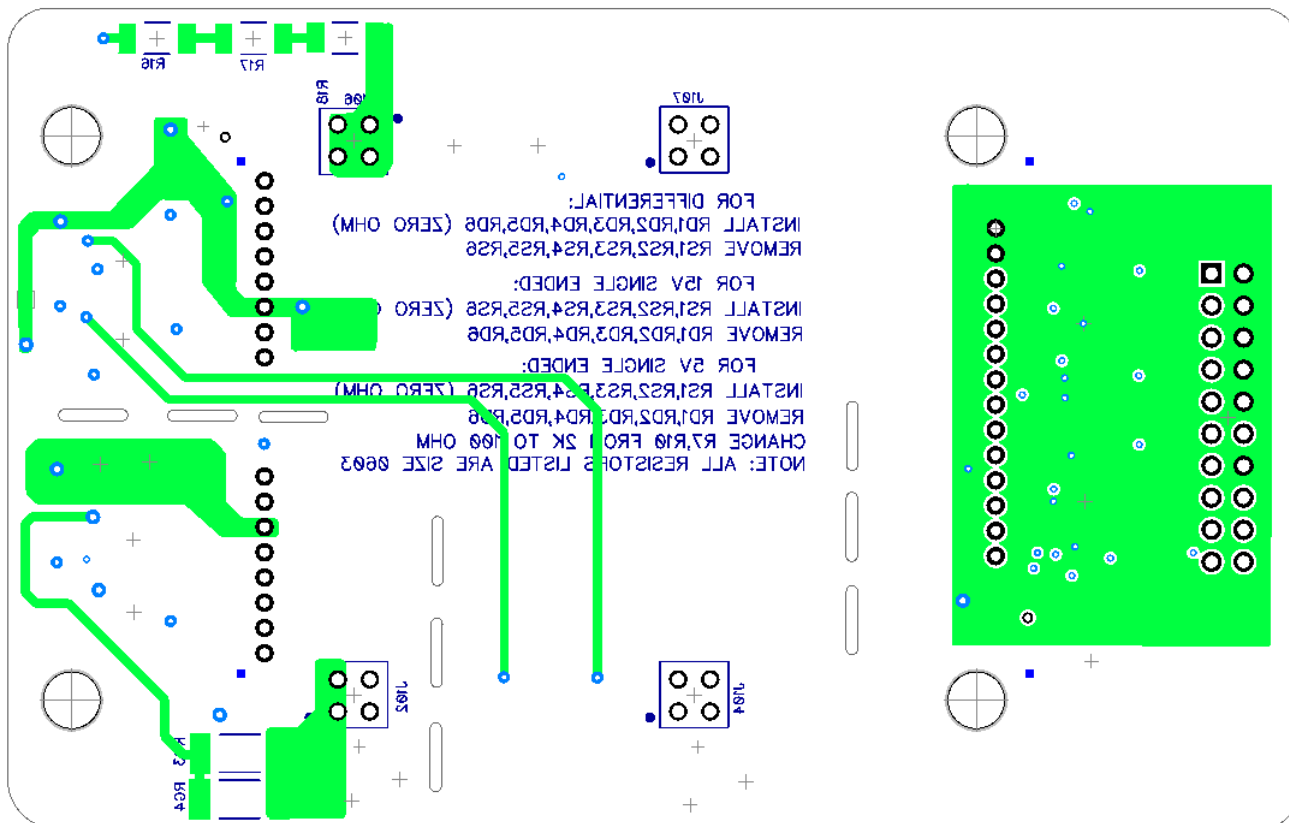 R16
R17
R18
J107
FOR DIFFERENTIAL:
INSTALL RD1,RD2,RD3,RD4,RD5,RD6 (ZERO OHM)
REMOVE RS1,RS2,RS3,RS4,RS5,RS6
FOR 15V SINGLE ENDED:
INSTALL RS1,RS2,RS3,RS4,RS5,RS6 (ZERO
REMOVE RD1,RD2,RD3,RD4,RD5,RD6
FOR 5V SINGLE ENDED:
INSTALL RS1,RS2,RS3,RS4,RS5,RS6 (ZERO OHM)
REMOVE RD1,RD2,RD3,RD4,RD5,RD6
CHANGE R7,R10 FROM 2K TO 100 OHM
NOTE: ALL RESISTORS LISTED ARE SIZE 0603
J102
J104
RG4